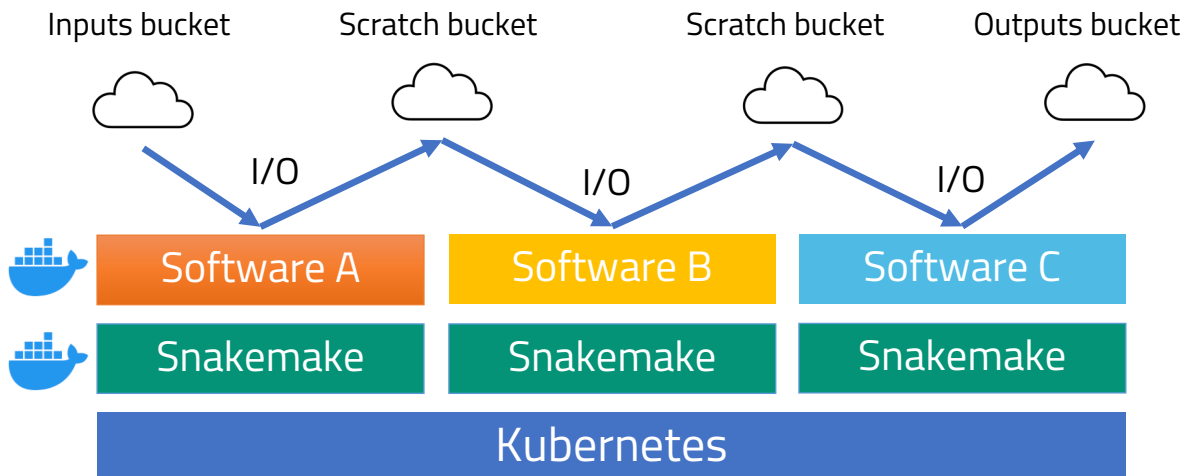 Inputs bucket
Scratch bucket
Scratch bucket
Outputs bucket
I/O
I/O
I/O
Software A
Software B
Software C
Snakemake
Snakemake
Snakemake
Kubernetes